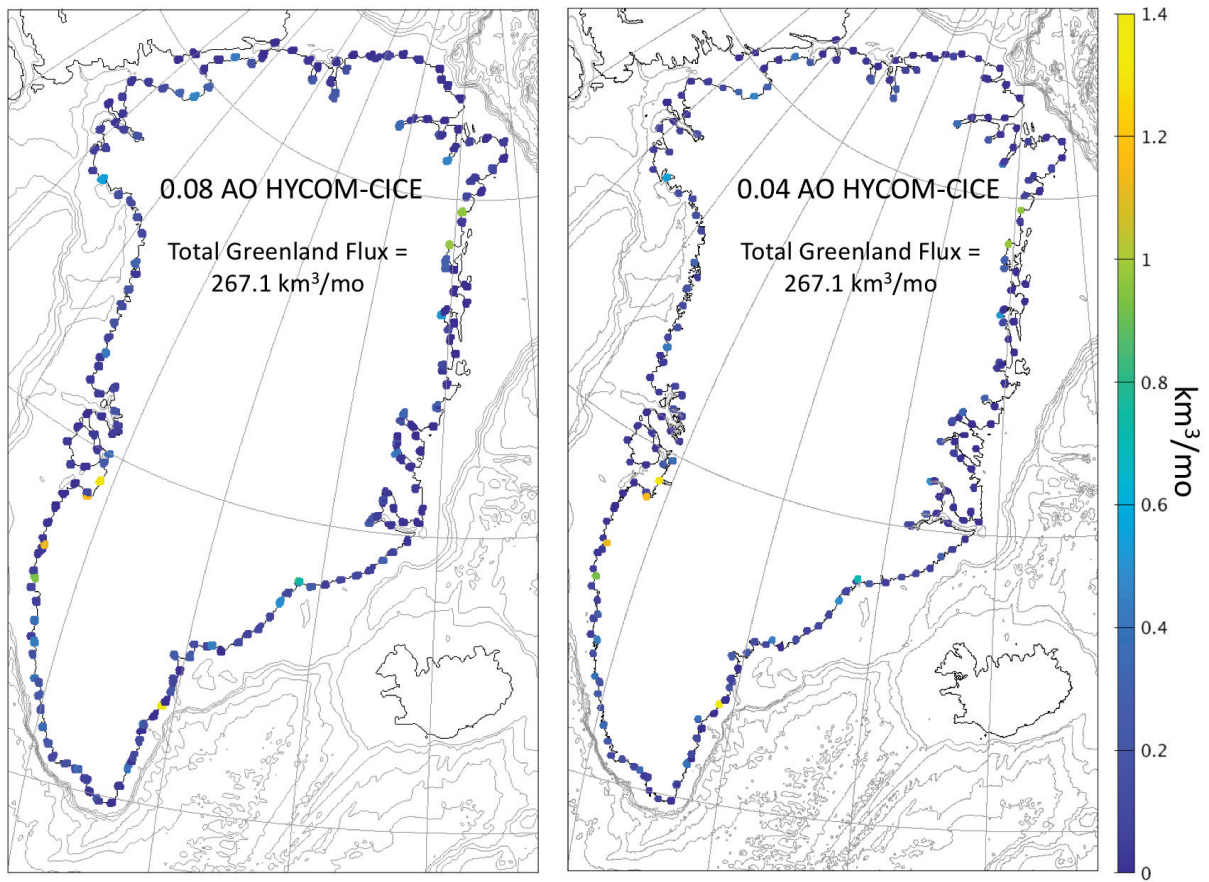 0.08 AO HYCOM-CICE
Total Greenland Flux =
267.1 km³/mo
0.04 AO HYCOM-CICE
Total Greenland Flux =
267.1 km³/mo
1.4
1.2
1
0.8
0.6
0.4
0.2
0
km³/mo